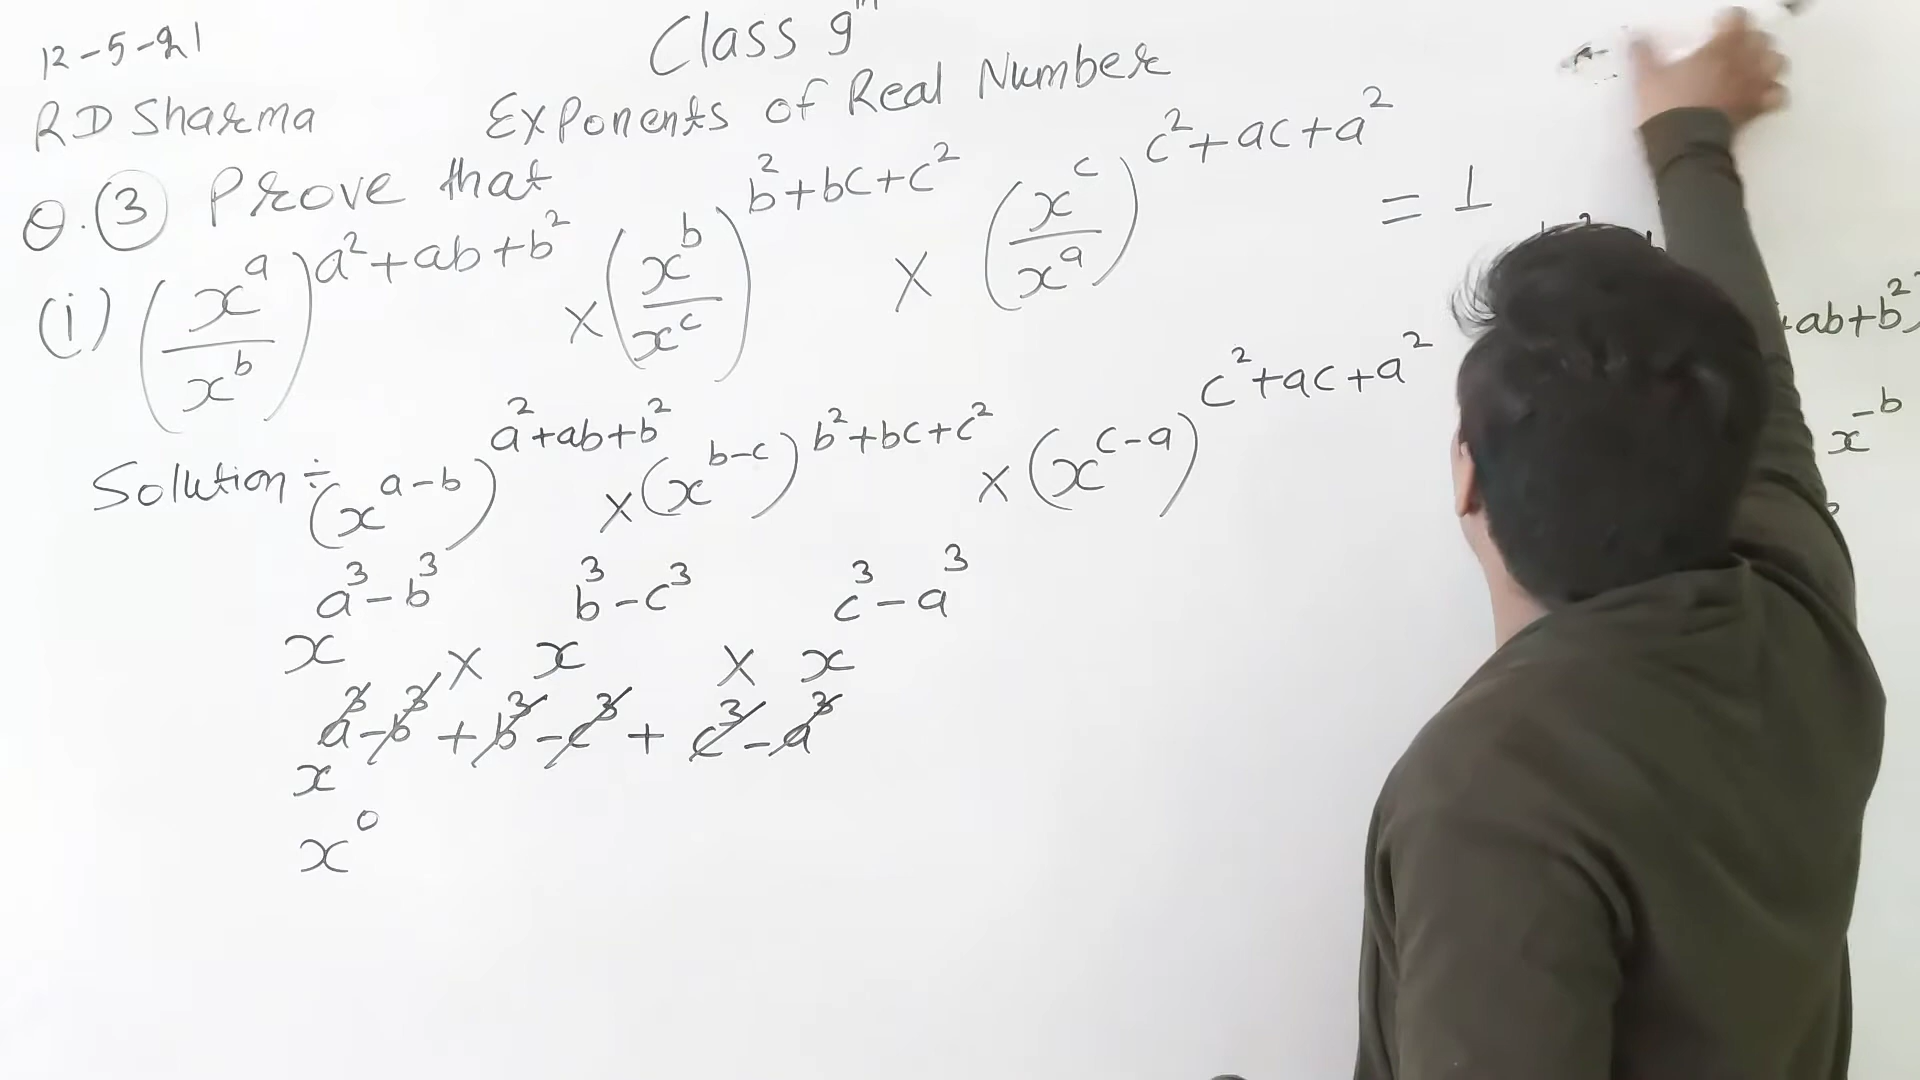 12-5-21
Class 9th
RD Sharma
Exponents of Real Number
Q.(3) Prove that
(i) (x^a/x^b)^(a²+ab+b²) × (x^b/x^c)^(b²+bc+c²) × (x^c/x^a)^(c²+ac+a²) = 1
Solution ÷ (x^(a-b))^(a²+ab+b²) × (x^(b-c))^(b²+bc+c²) × (x^(c-a))^(c²+ac+a²)
x^(a³-b³) × x^(b³-c³) × x^(c³-a³)
x^(a³-b³+b³-c³+c³-a³)
x^0
+ab+b²)
x^-b